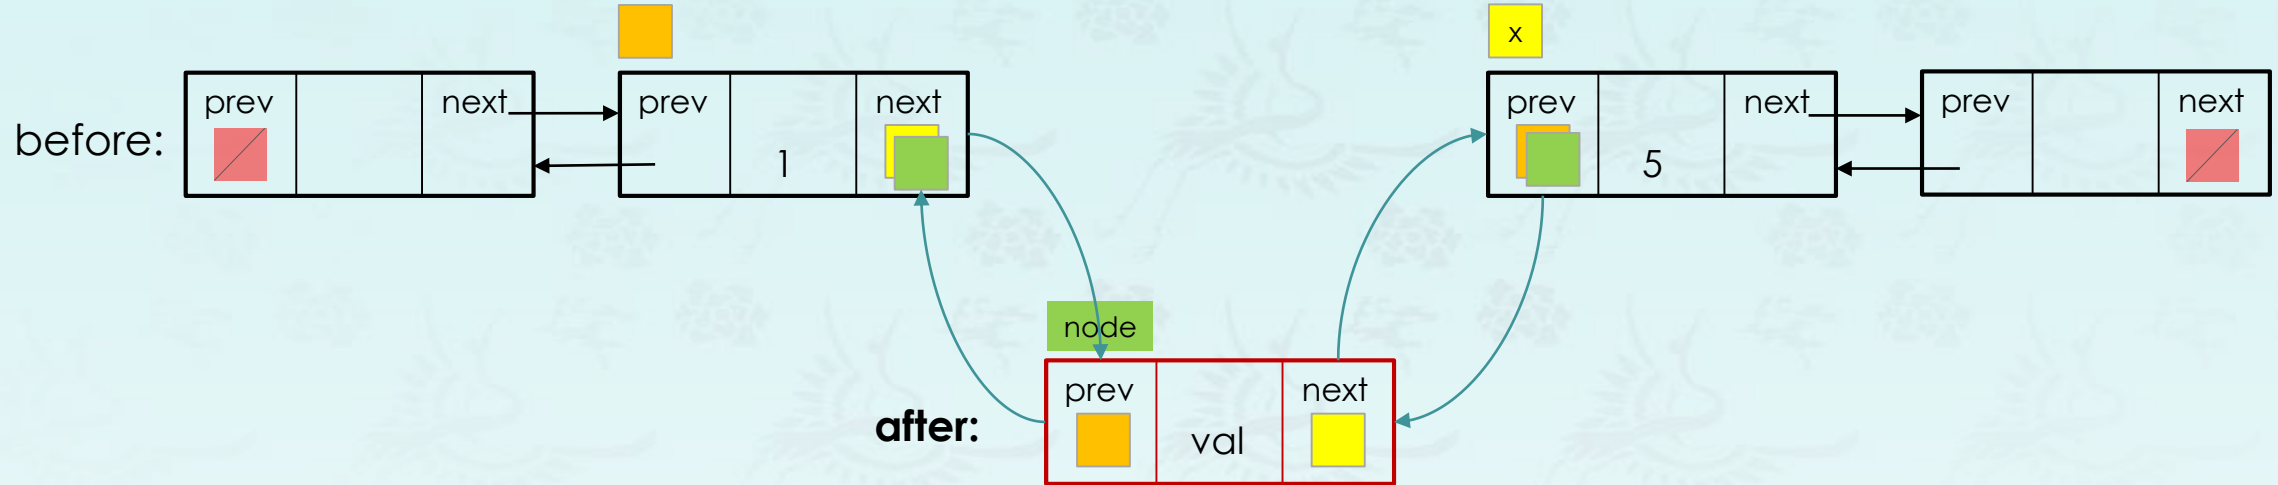 x
before:
prev next
prev 1 next
prev 5 next
prev next
node
after:
prev val next